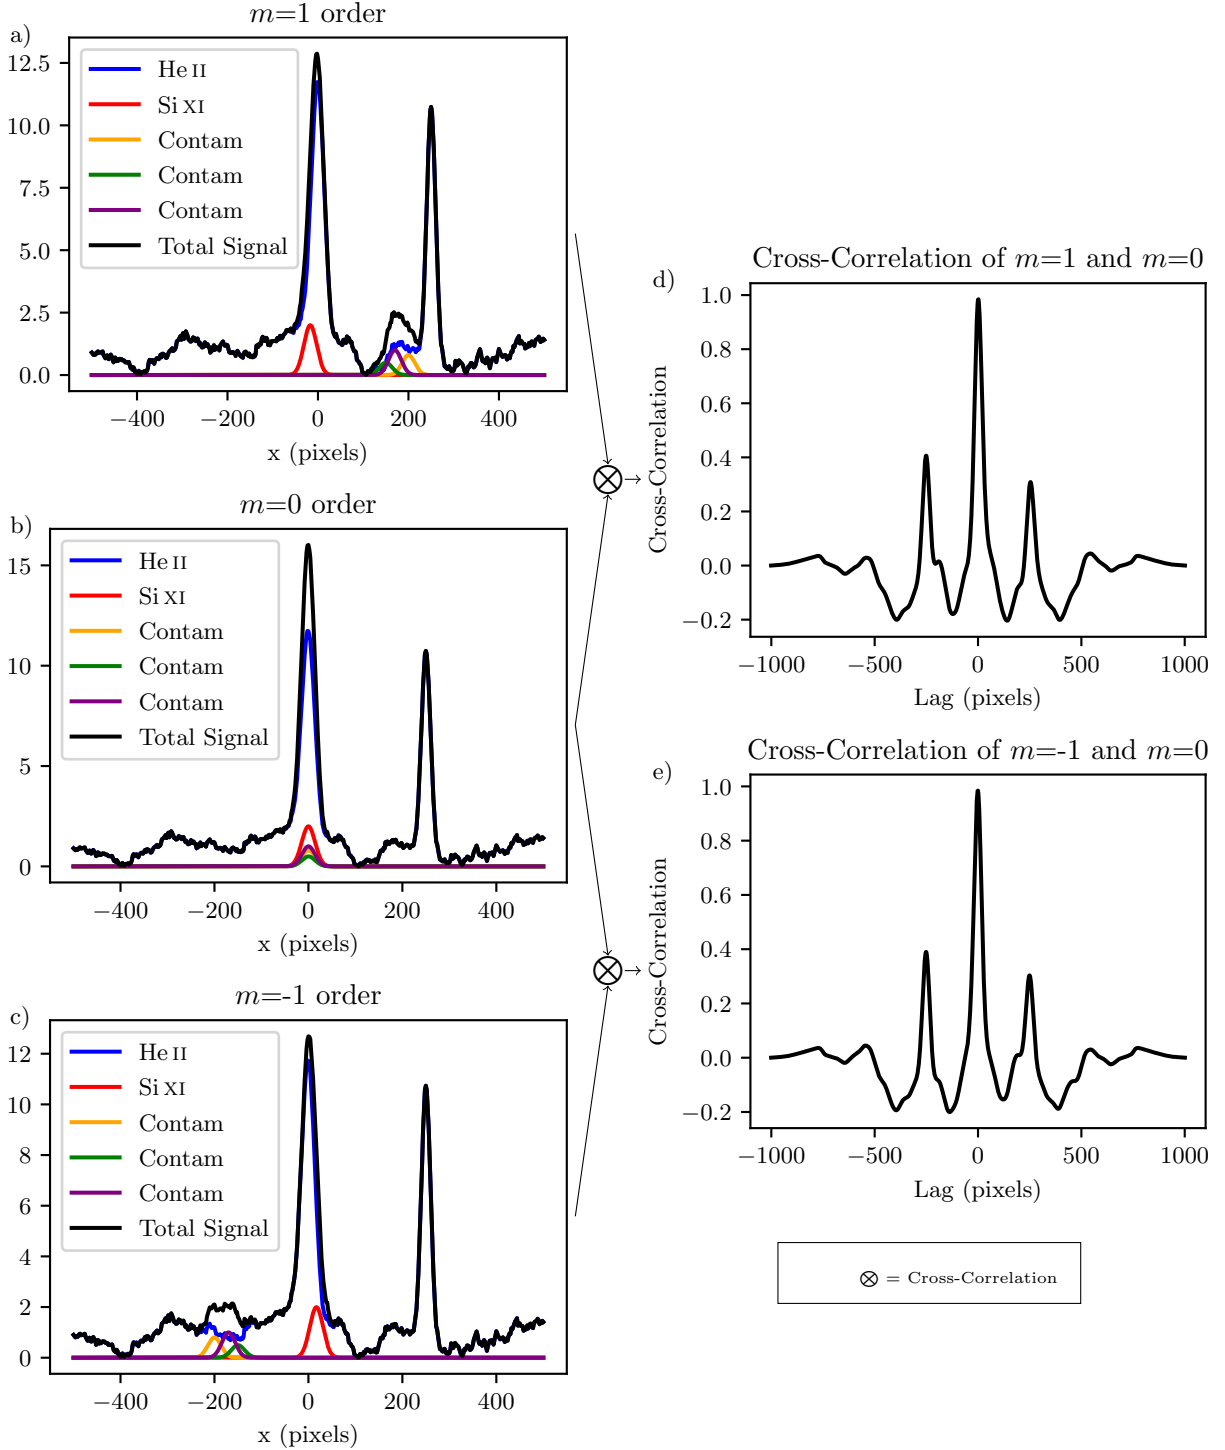 m=1 order
a)
He II
Si XI
Contam
Contam
Contam
Total Signal
12.5
10.0
7.5
5.0
2.5
0.0
−400 −200 0 200 400
x (pixels)
m=0 order
b)
He II
Si XI
Contam
Contam
Contam
Total Signal
15
10
5
0
−400 −200 0 200 400
x (pixels)
m=-1 order
c)
He II
Si XI
Contam
Contam
Contam
Total Signal
12
10
8
6
4
2
0
−400 −200 0 200 400
x (pixels)
Cross-Correlation of m=1 and m=0
d)
Cross-Correlation
1.0
0.8
0.6
0.4
0.2
0.0
−0.2
−1000 −500 0 500 1000
Lag (pixels)
Cross-Correlation of m=-1 and m=0
e)
Cross-Correlation
1.0
0.8
0.6
0.4
0.2
0.0
−0.2
−1000 −500 0 500 1000
Lag (pixels)
⊗ = Cross-Correlation